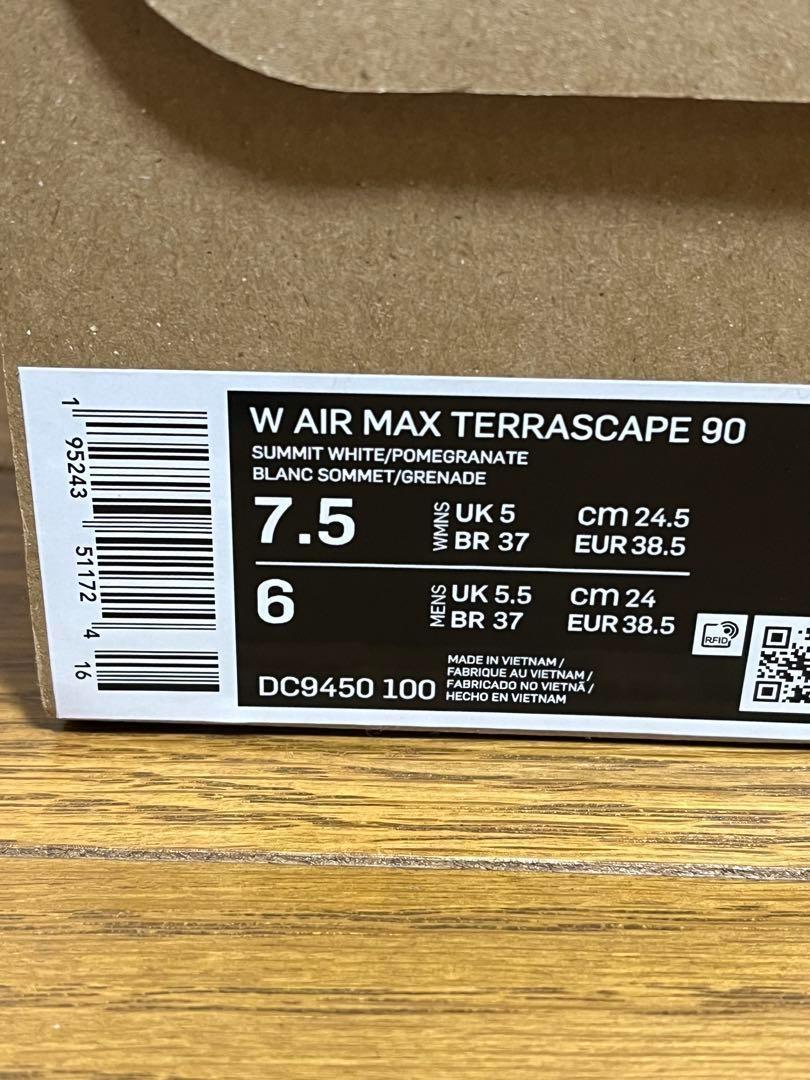 W AIR MAX TERRASCAPE 90
SUMMIT WHITE/POMEGRANATE
BLANC SOMMET/GRENADE
7.5
WMNS
UK 5
BR 37
cm 24.5
EUR 38.5
6
MENS
UK 5.5
BR 37
cm 24
EUR 38.5
RFID
DC9450 100
MADE IN VIETNAM /
FABRIQUE AU VIETNAM /
FABRICADO NO VIETNÃ /
HECHO EN VIETNAM
1 95243 51172 4 16